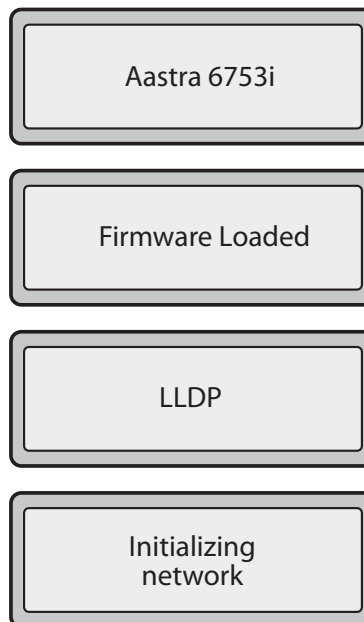 Aastra 6753i
Firmware Loaded
LLDP
Initializing
network